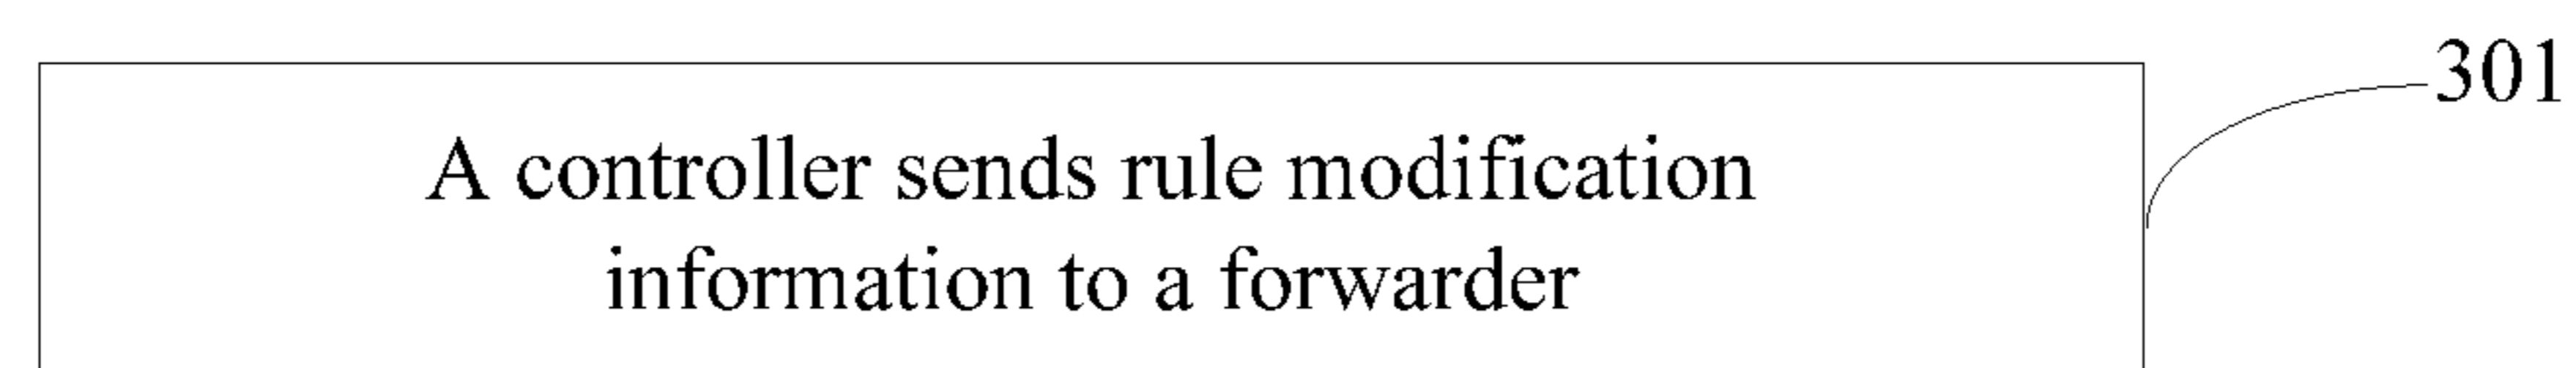 301
A controller sends rule modification
information to a forwarder